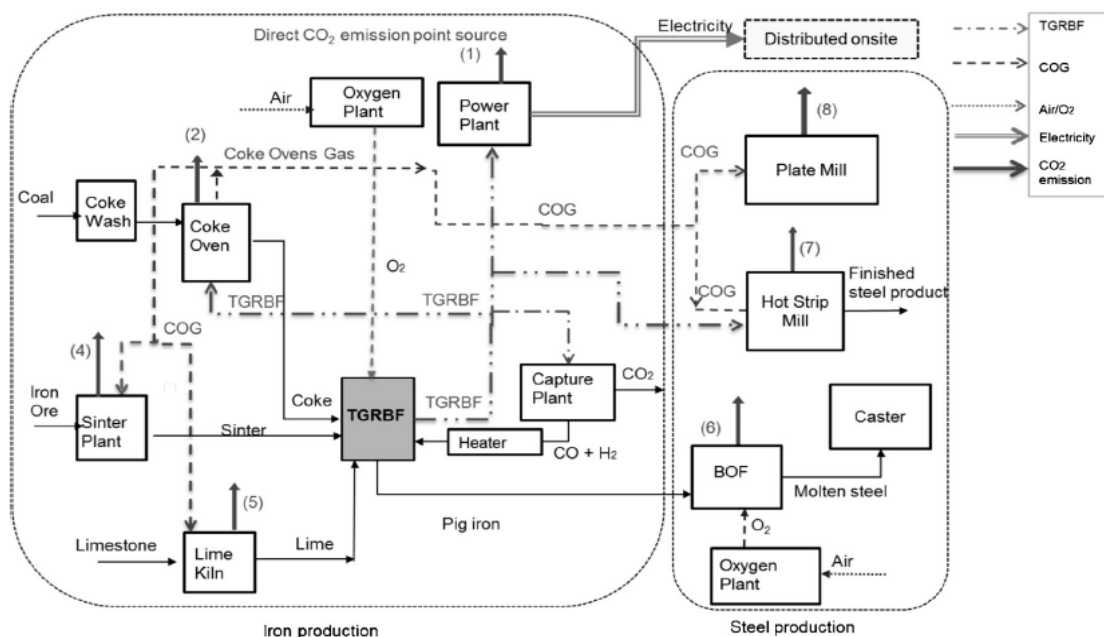 Direct CO2 emission point source
(1)
Electricity
Distributed onsite
Air
Oxygen
Plant
Power
Plant
(2)
Coke Ovens Gas
Coal
Coke
Wash
Coke
Oven
COG
O2
TGRBF
TGRBF
COG
(4)
Iron
Ore
Sinter
Plant
Sinter
Coke
TGRBF
TGRBF
Capture
Plant
CO2
Heater
CO + H2
(5)
Limestone
Lime
Kiln
Lime
Pig iron
Iron production
(8)
COG
Plate Mill
(7)
COG
Hot Strip
Mill
Finished
steel product
Caster
(6)
BOF
Molten steel
O2
Oxygen
Plant
Air
Steel production
TGRBF
COG
Air/O2
Electricity
CO2
emission